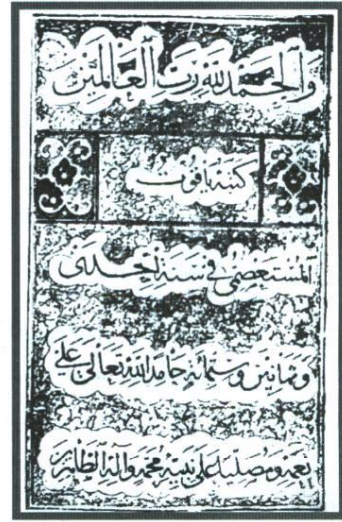 والحمد لله رب العالمين
كتبه ياقوت
المستعصمي في سنة إحدى
وثمانين وستمائة حامدا لله تعالى على
نعمه ومصليا على نبيه محمد وآله الطاهرين